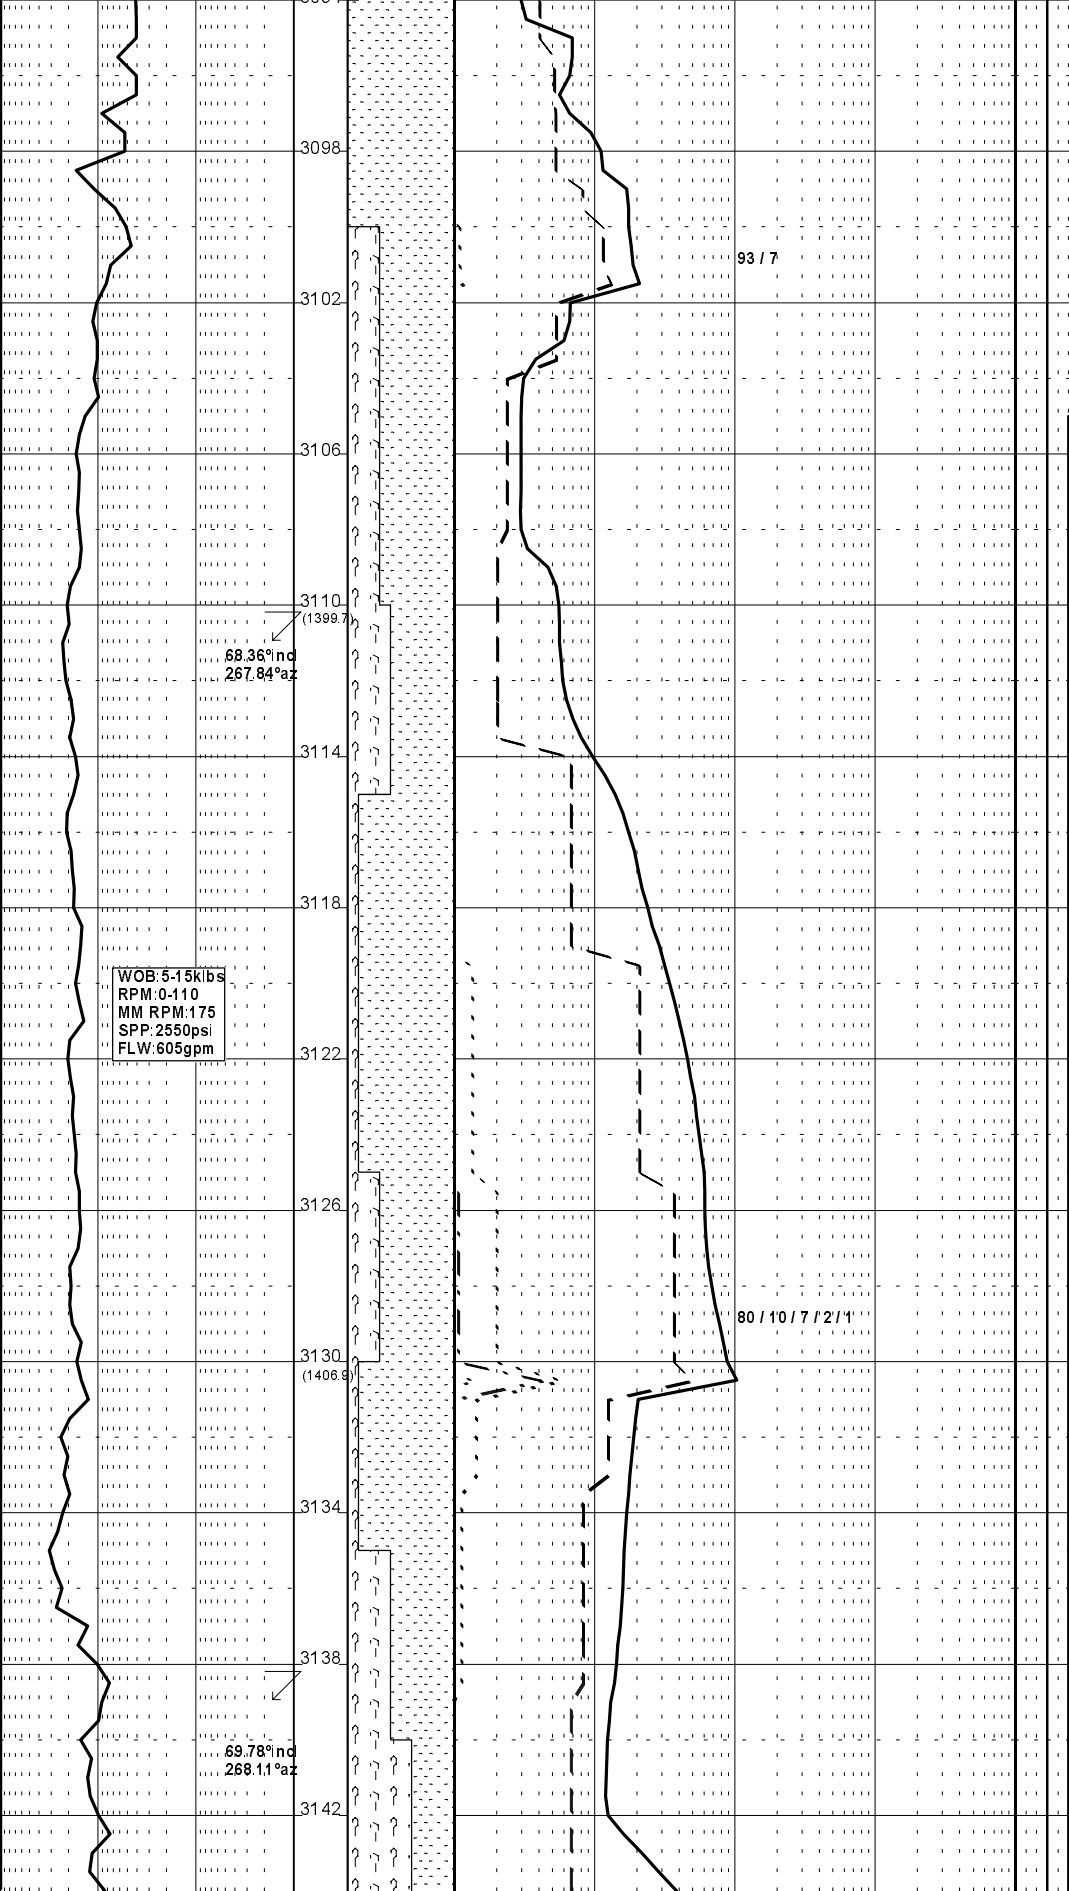 3098
93 / 7
3102
3106
3110
(1399.7)
68.36°incl
267.84°az
3114
3118
WOB:5-15klbs
RPM:0-110
MM RPM:175
SPP:2550psi
FLW:605gpm
3122
3126
80 / 10 / 7 / 2 / 1
3130
(1406.9)
3134
3138
69.78°incl
268.11°az
3142